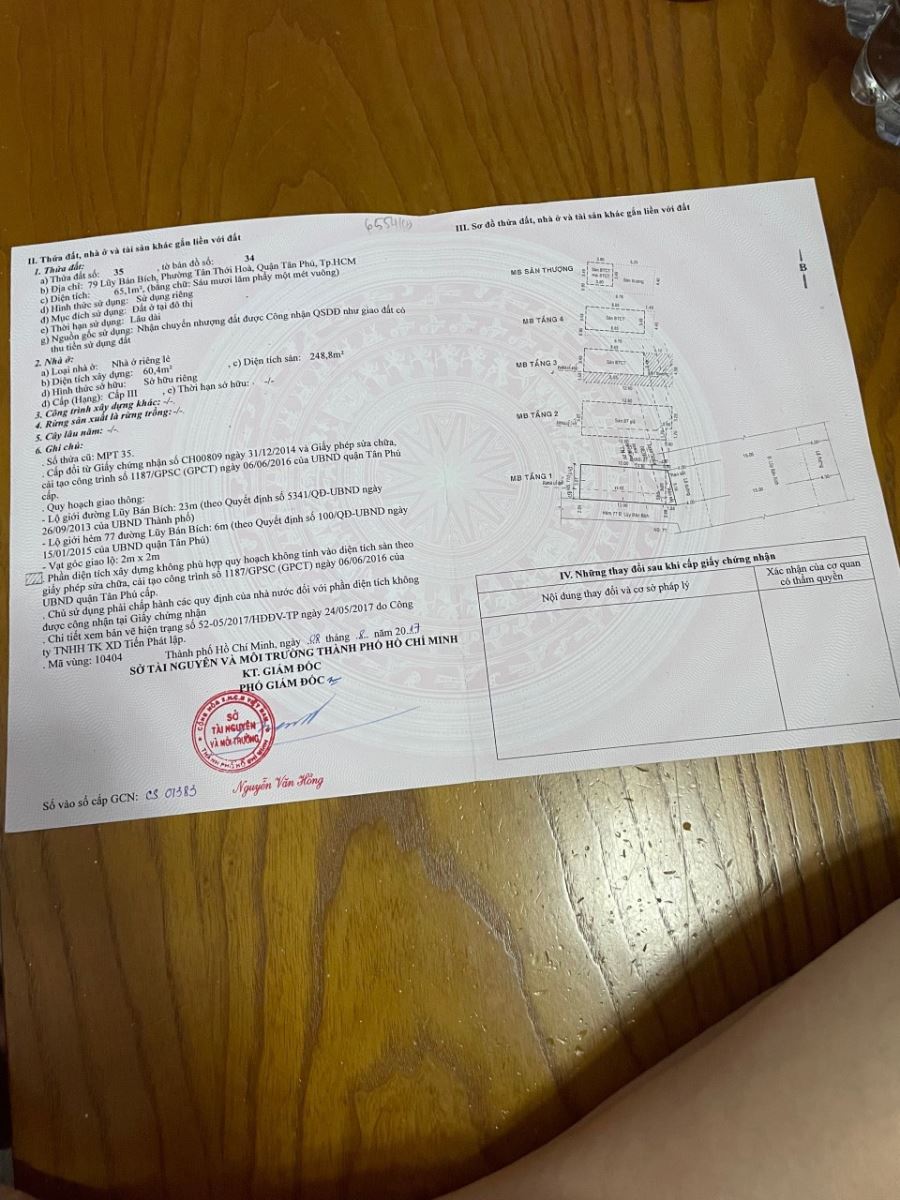 6554(1)
II. Thửa đất, nhà ở và tài sản khác gắn liền với đất
1. Thửa đất:
a) Thửa đất số: 35 , tờ bản đồ số: 34
b) Địa chỉ: 79 Lũy Bán Bích, Phường Tân Thới Hoà, Quận Tân Phú, Tp.HCM
c) Diện tích: 65,1m², (bằng chữ: Sáu mươi lăm phẩy một mét vuông)
d) Hình thức sử dụng: Sử dụng riêng
đ) Mục đích sử dụng: Đất ở tại đô thị
e) Thời hạn sử dụng: Lâu dài
g) Nguồn gốc sử dụng: Nhận chuyển nhượng đất được Công nhận QSDĐ như giao đất có
thu tiền sử dụng đất
2. Nhà ở:
a) Loại nhà ở: Nhà ở riêng lẻ
b) Diện tích xây dựng: 60,4m² , c) Diện tích sàn: 248,8m²
d) Hình thức sở hữu: Sở hữu riêng
đ) Cấp (Hạng): Cấp III , e) Thời hạn sở hữu: -/-
3. Công trình xây dựng khác: -/-.
4. Rừng sản xuất là rừng trồng: -/-.
5. Cây lâu năm: -/-.
6. Ghi chú:
. Số thửa cũ: MPT 35.
. Cấp đổi từ Giấy chứng nhận số CH00809 ngày 31/12/2014 và Giấy phép sửa chữa,
cải tạo công trình số 1187/GPSC (GPCT) ngày 06/06/2016 của UBND quận Tân Phú
cấp.
. Quy hoạch giao thông:
- Lộ giới đường Lũy Bán Bích: 23m (theo Quyết định số 5341/QĐ-UBND ngày
26/09/2013 của UBND Thành phố)
- Lộ giới hẻm 77 đường Lũy Bán Bích: 6m (theo Quyết định số 100/QĐ-UBND ngày
15/01/2015 của UBND quận Tân Phú)
- Vạt góc giao lộ: 2m x 2m
Phần diện tích xây dựng không phù hợp quy hoạch không tính vào diện tích sàn theo
giấy phép sửa chữa, cải tạo công trình số 1187/GPSC (GPCT) ngày 06/06/2016 của
UBND quận Tân Phú cấp.
. Chủ sử dụng phải chấp hành các quy định của nhà nước đối với phần diện tích không
được công nhận tại Giấy chứng nhận
. Chi tiết xem bản vẽ hiện trạng số 52-05/2017/HĐĐV-TP ngày 24/05/2017 do Công
ty TNHH TK XD Tiến Phát lập.
. Mã vùng: 10404
Thành phố Hồ Chí Minh, ngày 08 tháng 8 năm 2017
SỞ TÀI NGUYÊN VÀ MÔI TRƯỜNG THÀNH PHỐ HỒ CHÍ MINH
KT. GIÁM ĐỐC
PHÓ GIÁM ĐỐC
CỘNG HÒA X.H.C.N VIỆT NAM
SỞ
TÀI NGUYÊN
VÀ MÔI TRƯỜNG
THÀNH PHỐ HỒ CHÍ MINH
Nguyễn Văn Hồng
Số vào sổ cấp GCN: CS 01383
III. Sơ đồ thửa đất, nhà ở và tài sản khác gắn liền với đất
B
MB SÂN THƯỢNG
MB TẦNG 4
MB TẦNG 3
MB TẦNG 2
MB TẦNG 1
Sân thượng
Sàn BTCT
Sàn BTCT
Hẻm 77 Đ. Lũy Bán Bích
IV. Những thay đổi sau khi cấp giấy chứng nhận
Nội dung thay đổi và cơ sở pháp lý
Xác nhận của cơ quan
có thẩm quyền